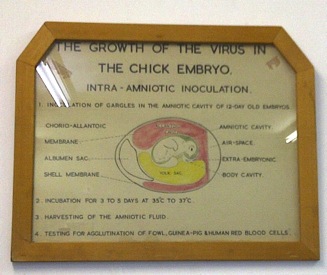 THE GROWTH OF THE VIRUS IN
THE CHICK EMBRYO.
INTRA-AMNIOTIC INOCULATION.
1. INOCULATION OF GARGLES IN THE AMNIOTIC CAVITY OF 12-DAY OLD EMBRYOS
CHORIO-ALLANTOIC AMNIOTIC CAVITY.
MEMBRANE AIR-SPACE.
ALBUMEN SAC. EXTRA-EMBRYONIC
SHELL MEMBRANE BODY CAVITY.
YOLK SAC.
2. INCUBATION FOR 3 TO 5 DAYS AT 35°C TO 37°C.
3. HARVESTING OF THE AMNIOTIC FLUID.
4. TESTING FOR AGGLUTINATION OF FOWL, GUINEA-PIG & HUMAN RED BLOOD CELLS.